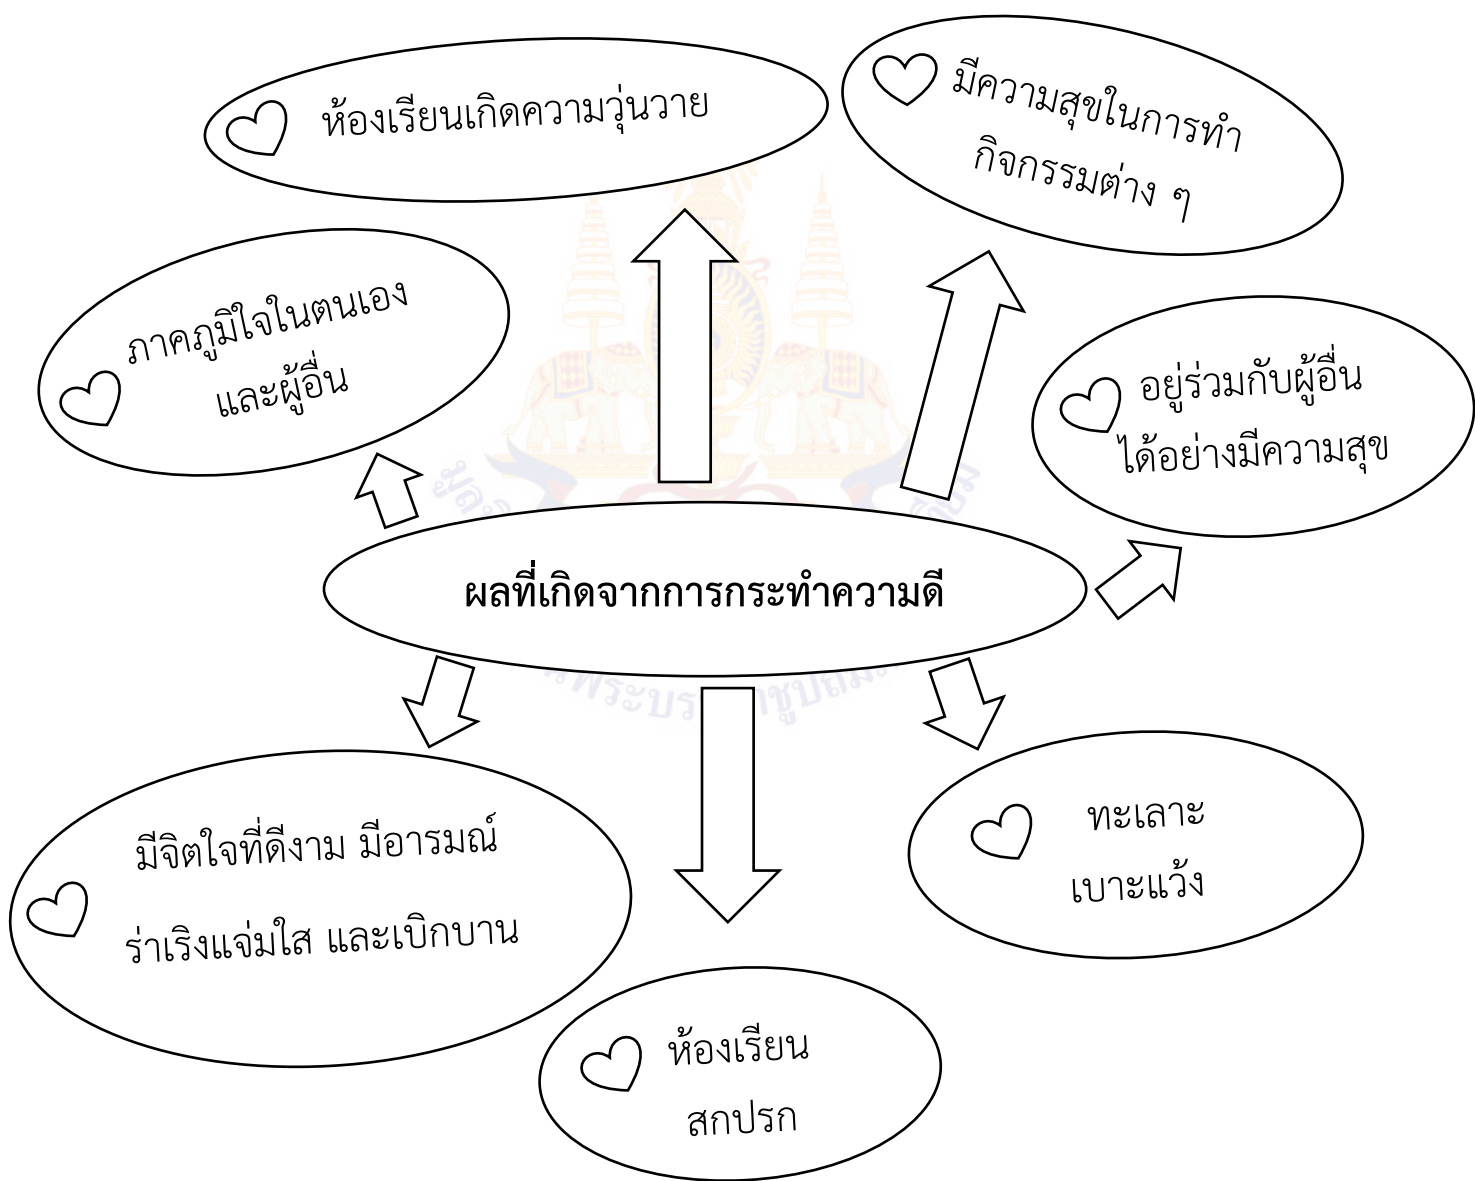 ห้องเรียนเกิดความวุ่นวาย
มีความสุขในการทำ
กิจกรรมต่าง ๆ
ภาคภูมิใจในตนเอง
และผู้อื่น
อยู่ร่วมกับผู้อื่น
ได้อย่างมีความสุข
ผลที่เกิดจากการกระทำความดี
มีจิตใจที่ดีงาม มีอารมณ์
ร่าเริงแจ่มใส และเบิกบาน
ทะเลาะ
เบาะแว้ง
ห้องเรียน
สกปรก